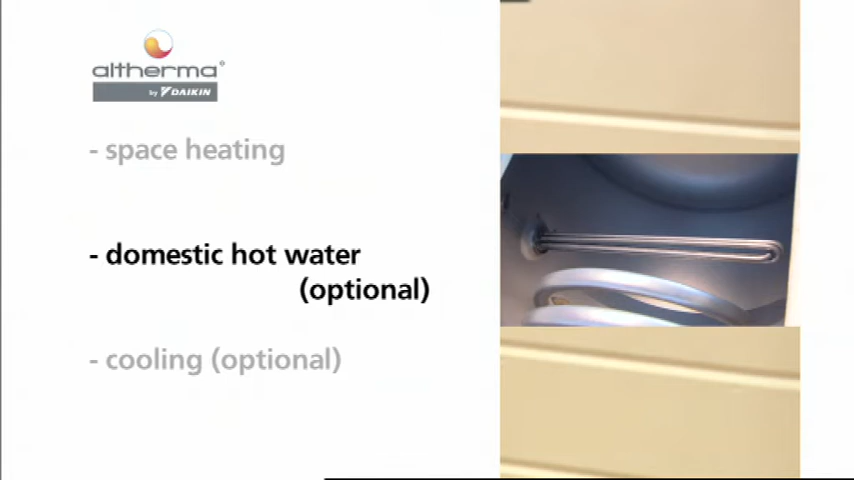 altherma
by DAIKIN
- space heating
- domestic hot water
(optional)
- cooling (optional)